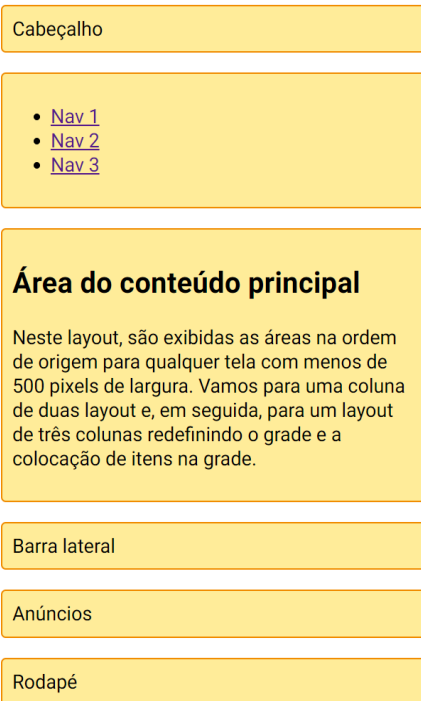 Cabeçalho
Nav 1
Nav 2
Nav 3
Área do conteúdo principal
Neste layout, são exibidas as áreas na ordem
de origem para qualquer tela com menos de
500 pixels de largura. Vamos para uma coluna
de duas layout e, em seguida, para um layout
de três colunas redefinindo o grade e a
colocação de itens na grade.
Barra lateral
Anúncios
Rodapé